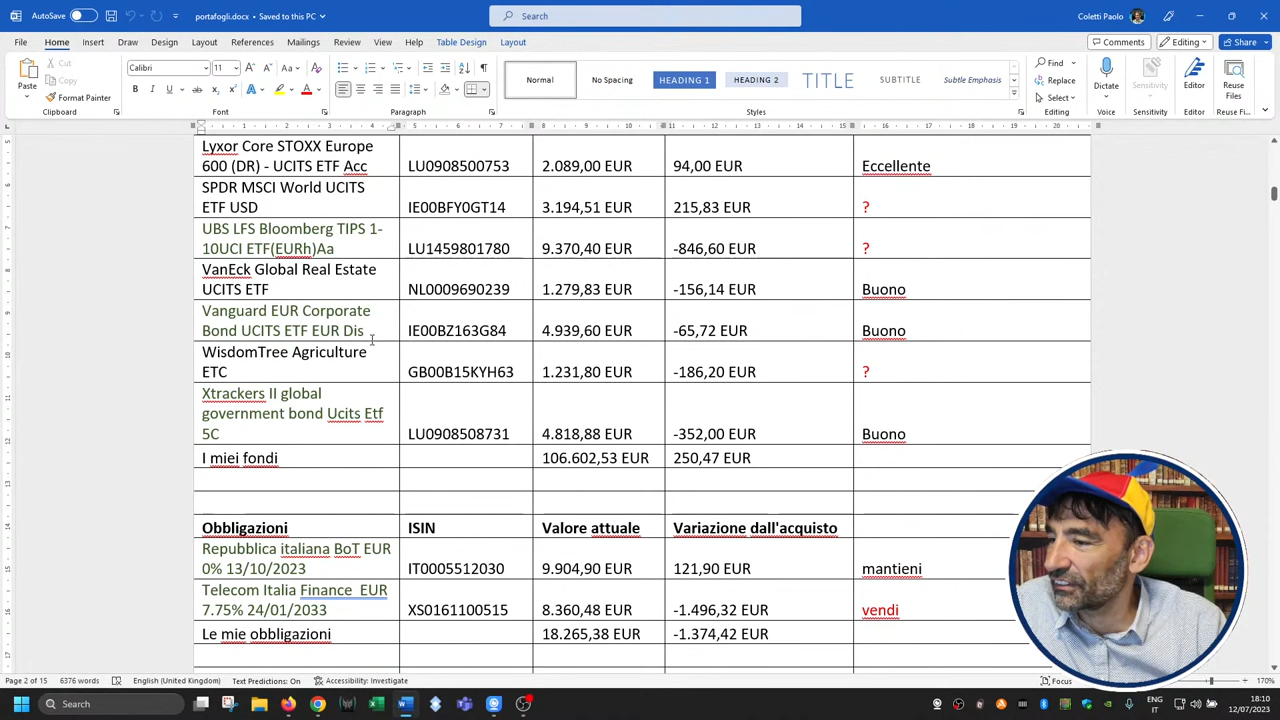 AutoSave
Off
portafogli.docx • Saved to this PC
Search
Coletti Paolo
File
Home
Insert
Draw
Design
Layout
References
Mailings
Review
View
Help
Table Design
Layout
Comments
Editing
Share
Paste
Cut
Copy
Format Painter
Clipboard
Calibri
11
Font
Paragraph
Normal
No Spacing
HEADING 1
HEADING 2
TITLE
SUBTITLE
Subtle Emphasis
Styles
Find
Replace
Select
Editing
Dictate
Voice
Sensitivity
Sensitivity
Editor
Editor
Reuse
Files
Reuse Fi...
Lyxor Core STOXX Europe
600 (DR) - UCITS ETF Acc LU0908500753 2.089,00 EUR 94,00 EUR Eccellente
SPDR MSCI World UCITS
ETF USD IE00BFY0GT14 3.194,51 EUR 215,83 EUR ?
UBS LFS Bloomberg TIPS 1-
10UCI ETF(EURh)Aa LU1459801780 9.370,40 EUR -846,60 EUR ?
VanEck Global Real Estate
UCITS ETF NL0009690239 1.279,83 EUR -156,14 EUR Buono
Vanguard EUR Corporate
Bond UCITS ETF EUR Dis IE00BZ163G84 4.939,60 EUR -65,72 EUR Buono
WisdomTree Agriculture
ETC GB00B15KYH63 1.231,80 EUR -186,20 EUR ?
Xtrackers II global
government bond Ucits Etf
5C LU0908508731 4.818,88 EUR -352,00 EUR Buono
I miei fondi 106.602,53 EUR 250,47 EUR
Obbligazioni ISIN Valore attuale Variazione dall'acquisto
Repubblica italiana BoT EUR
0% 13/10/2023 IT0005512030 9.904,90 EUR 121,90 EUR mantieni
Telecom Italia Finance EUR
7.75% 24/01/2033 XS0161100515 8.360,48 EUR -1.496,32 EUR vendi
Le mie obbligazioni 18.265,38 EUR -1.374,42 EUR
Page 2 of 15
6376 words
English (United Kingdom)
Text Predictions: On
Accessibility: Investigate
Focus
170%
Search
ENG
IT
18:10
12/07/2023